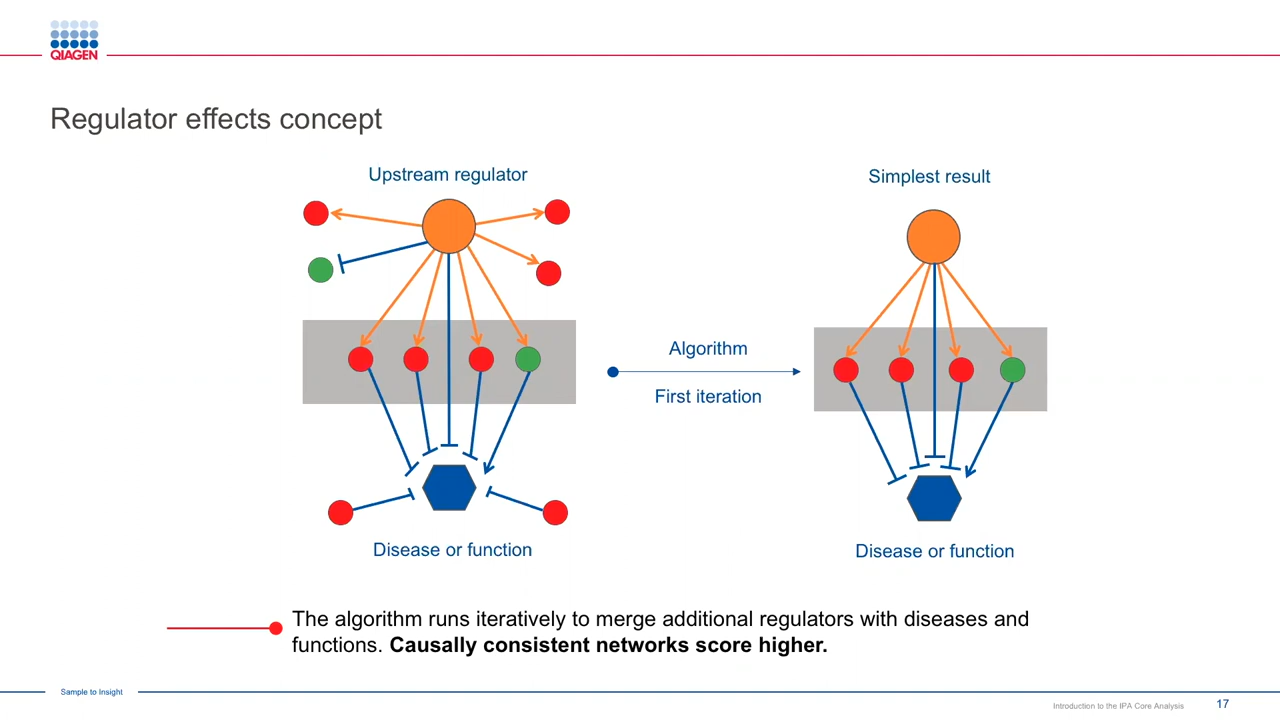 QIAGEN
Regulator effects concept
Upstream regulator
Simplest result
Algorithm
First iteration
Disease or function
Disease or function
The algorithm runs iteratively to merge additional regulators with diseases and
functions. Causally consistent networks score higher.
Sample to Insight
Introduction to the IPA Core Analysis
17